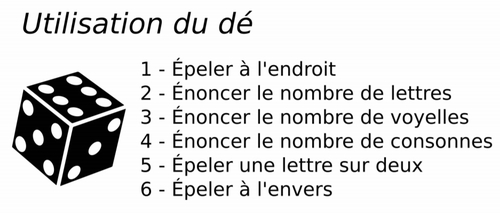 Utilisation du dé
1 - Épeler à l'endroit
2 - Énoncer le nombre de lettres
3 - Énoncer le nombre de voyelles
4 - Énoncer le nombre de consonnes
5 - Épeler une lettre sur deux
6 - Épeler à l'envers